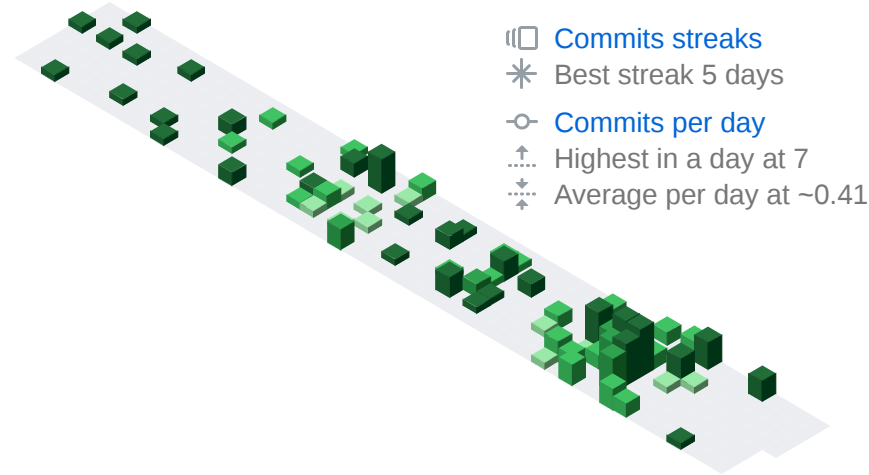 Commits streaks
Best streak 5 days
Commits per day
Highest in a day at 7
Average per day at ~0.41